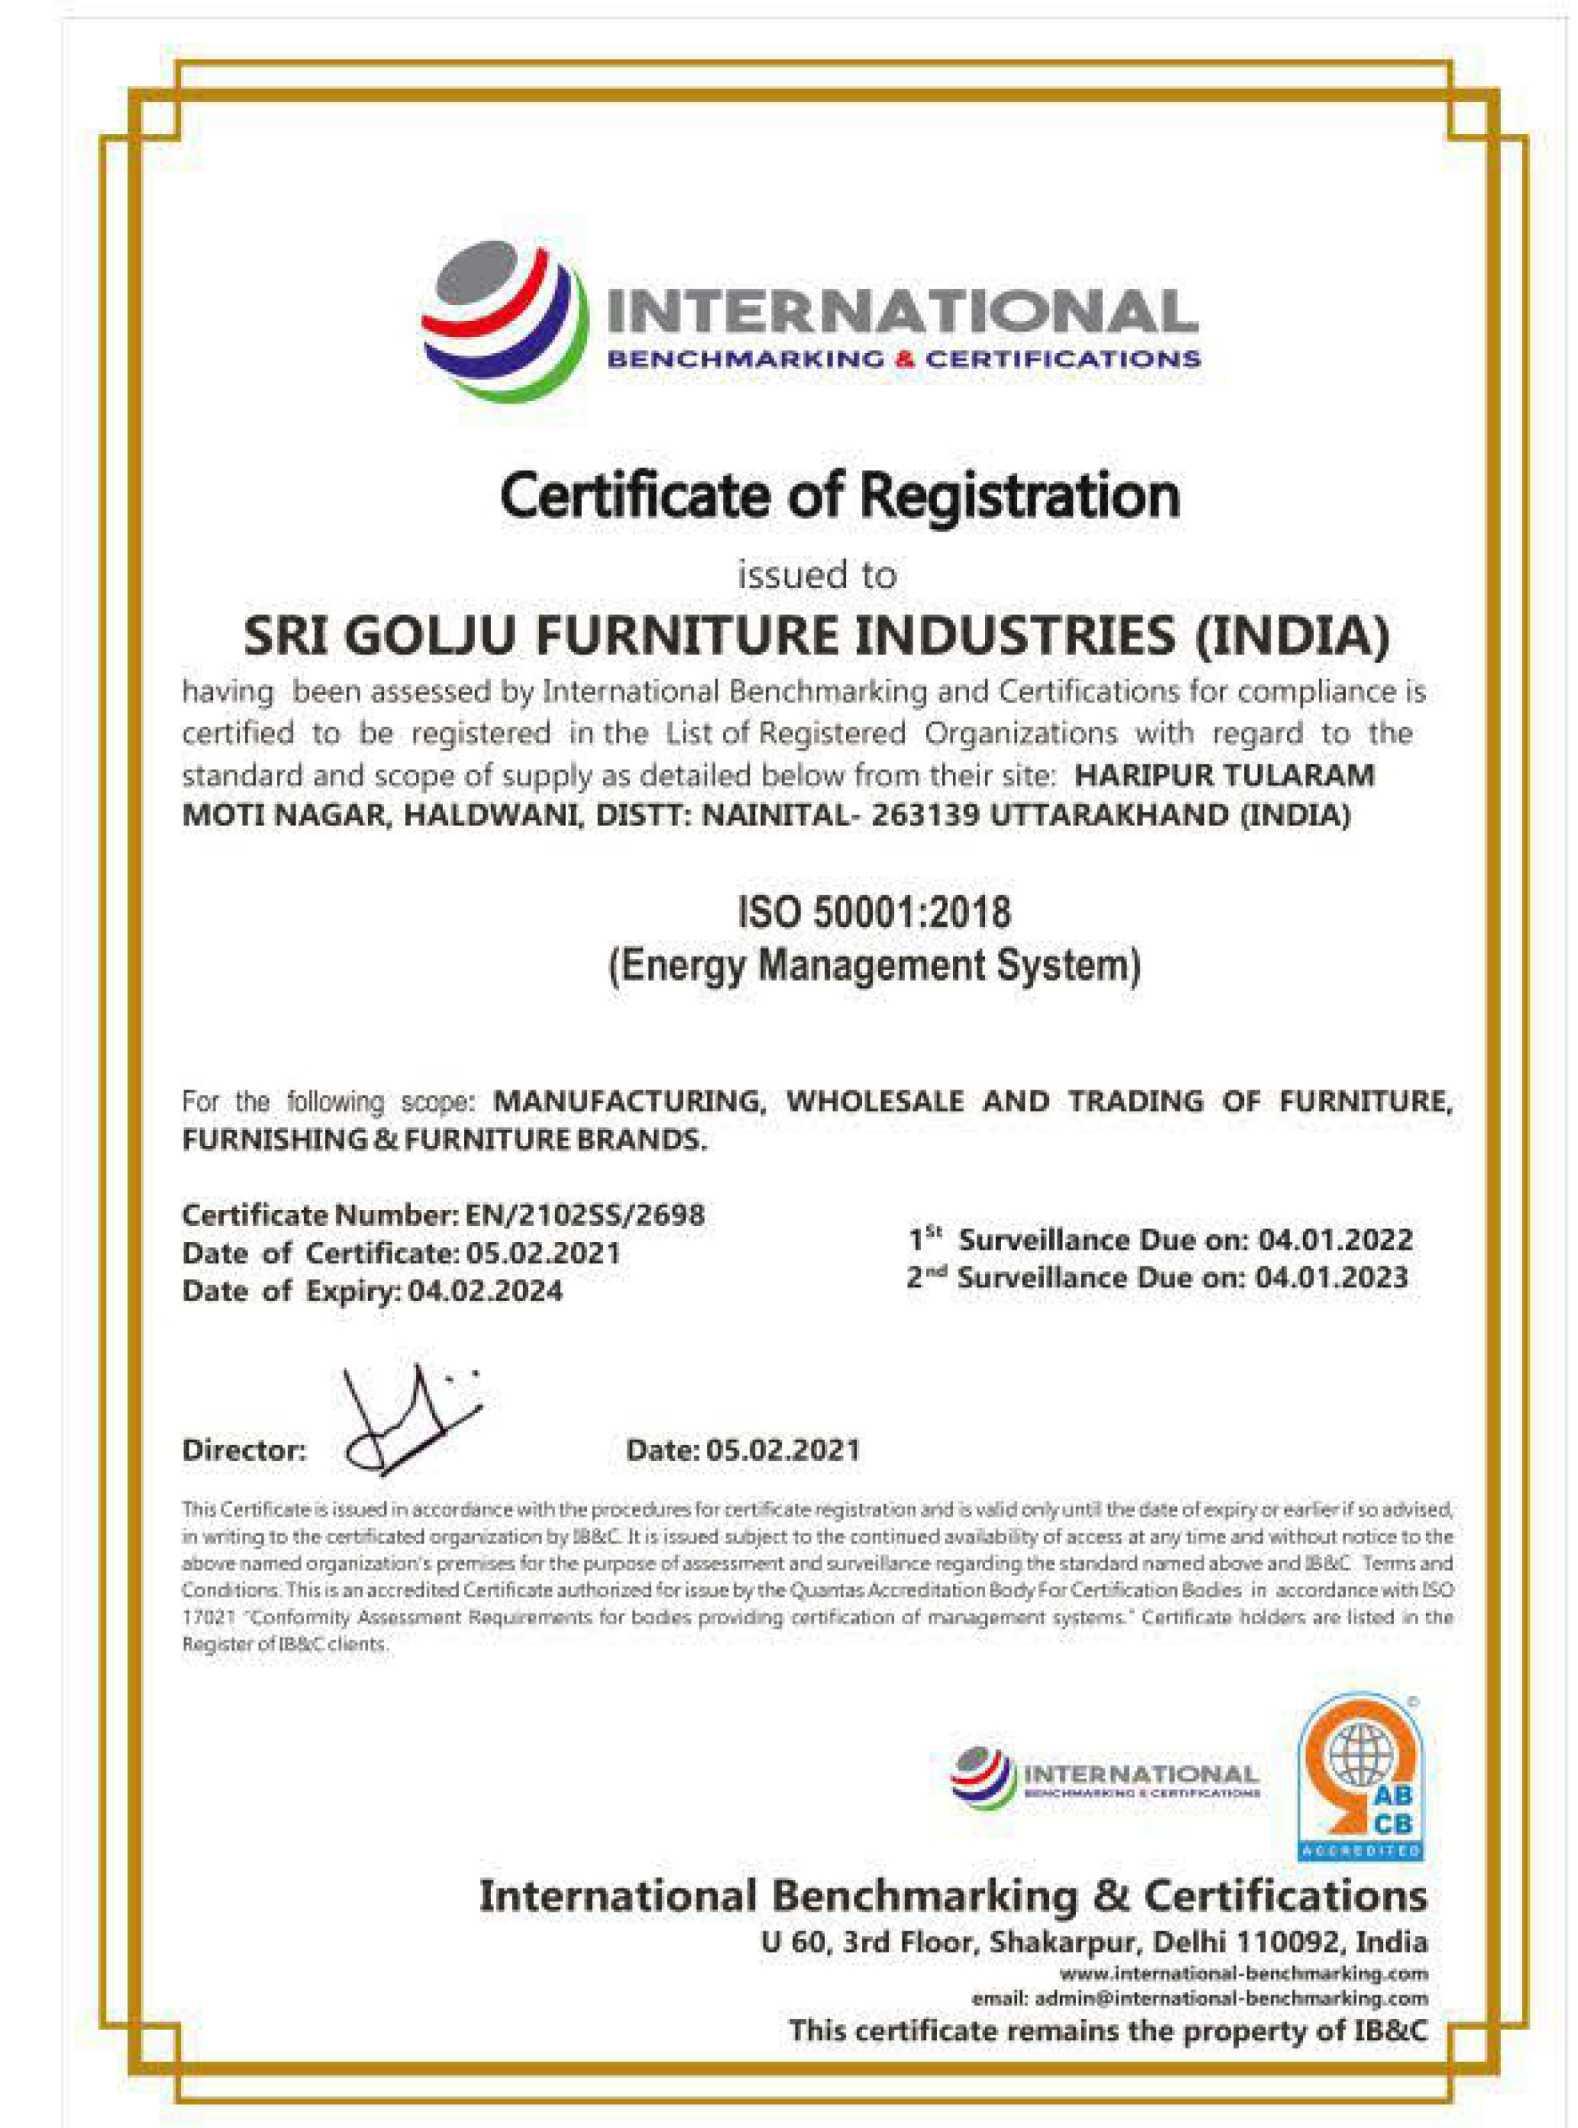 INTERNATIONAL
BENCHMARKING & CERTIFICATIONS
Certificate of Registration
issued to
SRI GOLJU FURNITURE INDUSTRIES (INDIA)
having been assessed by International Benchmarking and Certifications for compliance is
certified to be registered in the List of Registered Organizations with regard to the
standard and scope of supply as detailed below from their site: HARIPUR TULARAM
MOTI NAGAR, HALDWANI, DISTT: NAINITAL- 263139 UTTARAKHAND (INDIA)
ISO 50001:2018
(Energy Management System)
For the following scope: MANUFACTURING, WHOLESALE AND TRADING OF FURNITURE,
FURNISHING & FURNITURE BRANDS.
Certificate Number: EN/2102SS/2698
Date of Certificate: 05.02.2021
Date of Expiry: 04.02.2024
1St Surveillance Due on: 04.01.2022
2nd Surveillance Due on: 04.01.2023
Director:
Date: 05.02.2021
This Certificate is issued in accordance with the procedures for certificate registration and is valid only until the date of expiry or earlier if so advised,
in writing to the certificated organization by IB&C. It is issued subject to the continued availability of access at any time and without notice to the
above named organization's premises for the purpose of assessment and surveillance regarding the standard named above and IB&C Terms and
Conditions. This is an accredited Certificate authorized for issue by the Quantas Accreditation Body For Certification Bodies in accordance with ISO
17021 "Conformity Assessment Requirements for bodies providing certification of management systems." Certificate holders are listed in the
Register of IB&C clients.
INTERNATIONAL
BENCHMARKING & CERTIFICATIONS
©
AB
CB
ACCREDITED
International Benchmarking & Certifications
U 60, 3rd Floor, Shakarpur, Delhi 110092, India
www.international-benchmarking.com
email: admin@international-benchmarking.com
This certificate remains the property of IB&C